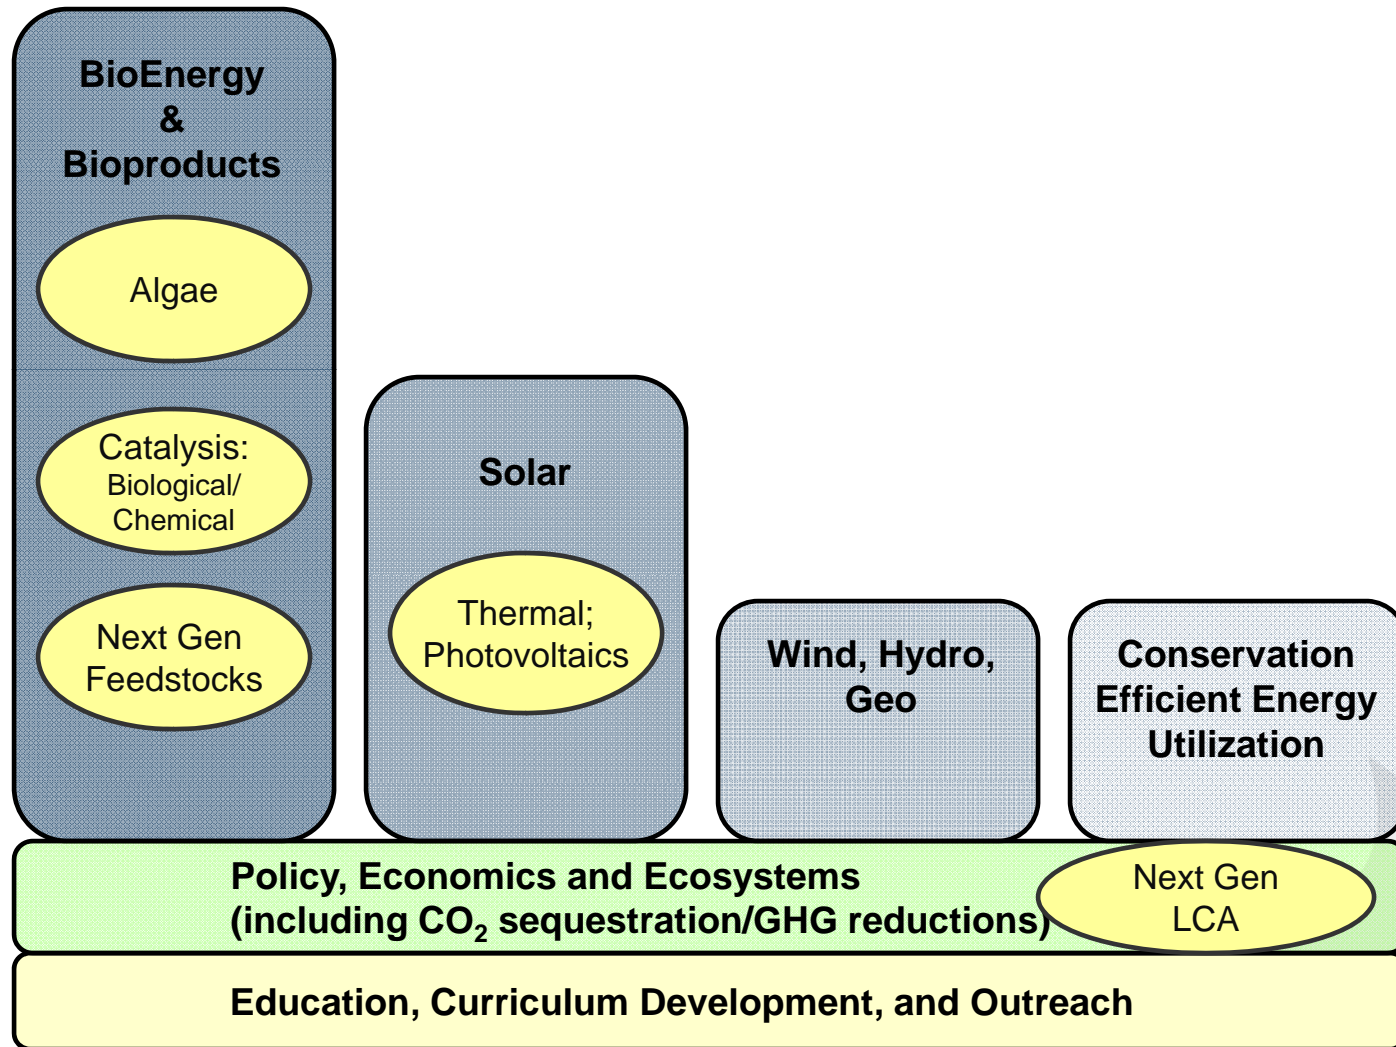 BioEnergy
&
Bioproducts
Algae
Catalysis:
Biological/
Chemical
Next Gen
Feedstocks
Solar
Thermal;
Photovoltaics
Wind, Hydro,
Geo
Conservation
Efficient Energy
Utilization
Policy, Economics and Ecosystems
(including CO₂ sequestration/GHG reductions)
Next Gen
LCA
Education, Curriculum Development, and Outreach